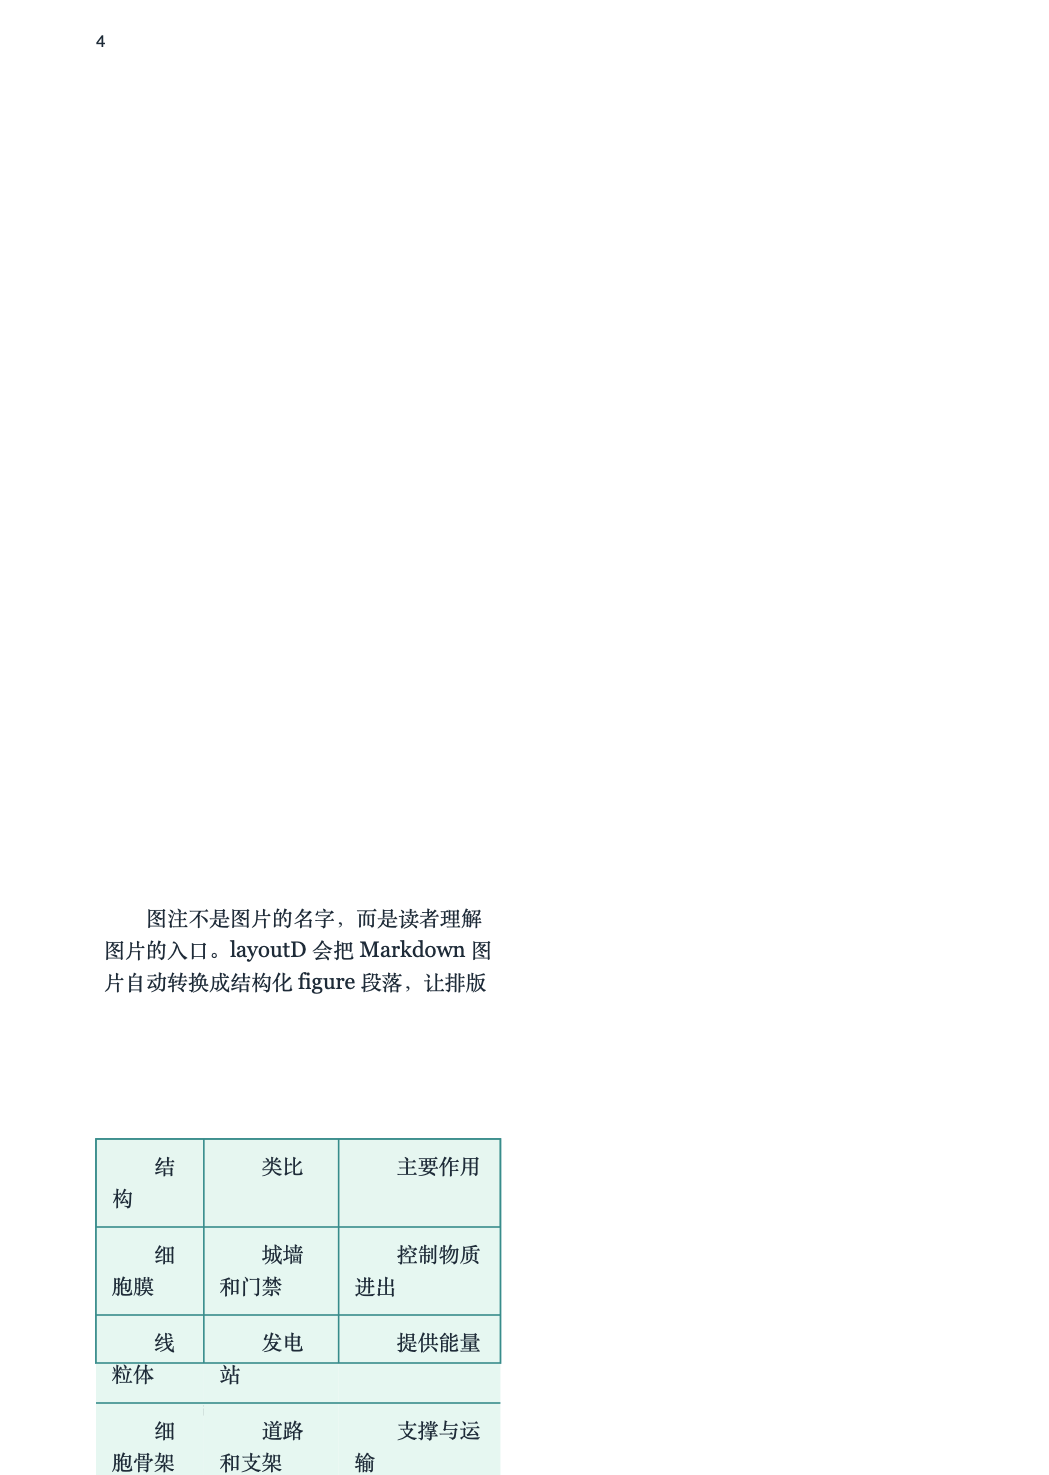 4
图注不是图片的名字，而是读者理解
图片的入口。layoutD 会把 Markdown 图
片自动转换成结构化 figure 段落，让排版
结 类比 主要作用
构
细 城墙 控制物质
胞膜 和门禁 进出
线 发电 提供能量
粒体 站
细 道路 支撑与运
胞骨架 和支架 输